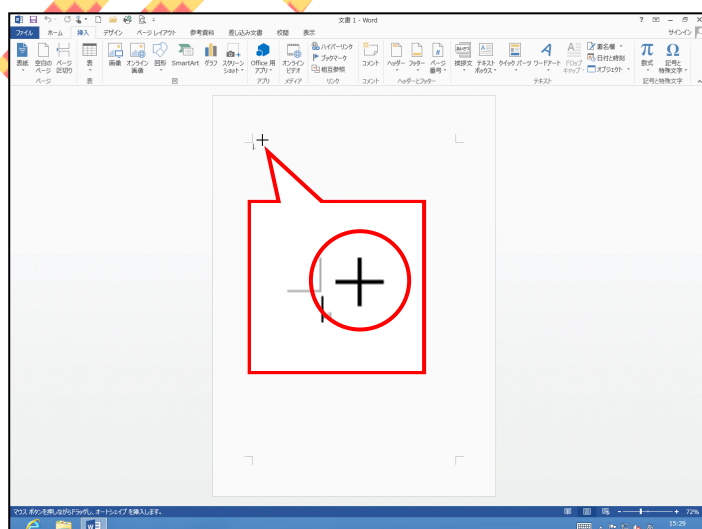 文書 1 - Word
サインイン
ファイル ホーム 挿入 デザイン ページ レイアウト 参考資料 差し込み文書 校閲 表示
表紙 空白のページ ページ区切り 表 画像 オンライン画像 図形 SmartArt グラフ スクリーンショット Office 用アプリ オンラインビデオ
ハイパーリンク
ブックマーク
相互参照
コメント ヘッダー フッター ページ番号 挨拶文 テキストボックス クイック パーツ ワードアート ドロップキャップ
署名欄
日付と時刻
オブジェクト
数式 記号と特殊文字
ページ 表 図 アプリ メディア リンク コメント ヘッダーとフッター テキスト 記号と特殊文字
マウス ボタンを押しながらドラッグし、オートシェイプを挿入します。
72%
15:29